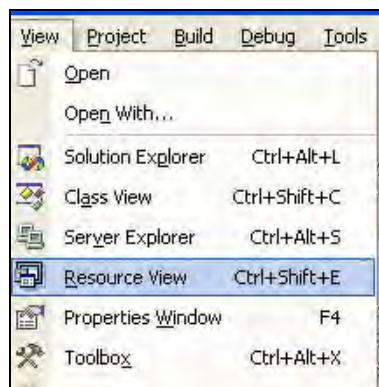 View Project Build Debug Tools
Open
Open With...
Solution Explorer Ctrl+Alt+L
Class View Ctrl+Shift+C
Server Explorer Ctrl+Alt+S
Resource View Ctrl+Shift+E
Properties Window F4
Toolbox Ctrl+Alt+X